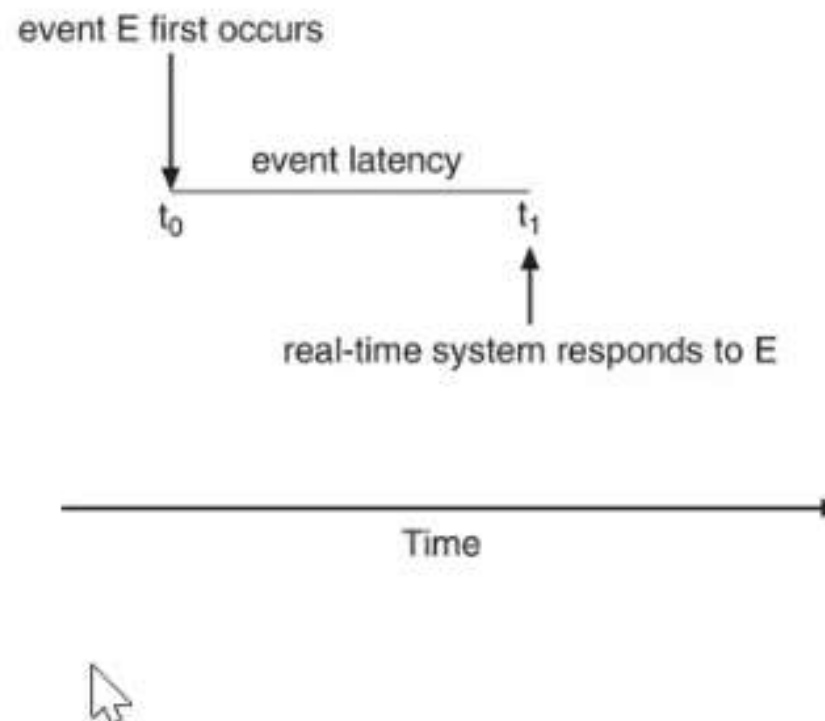 event E first occurs
event latency
t₀ t₁
real-time system responds to E
Time